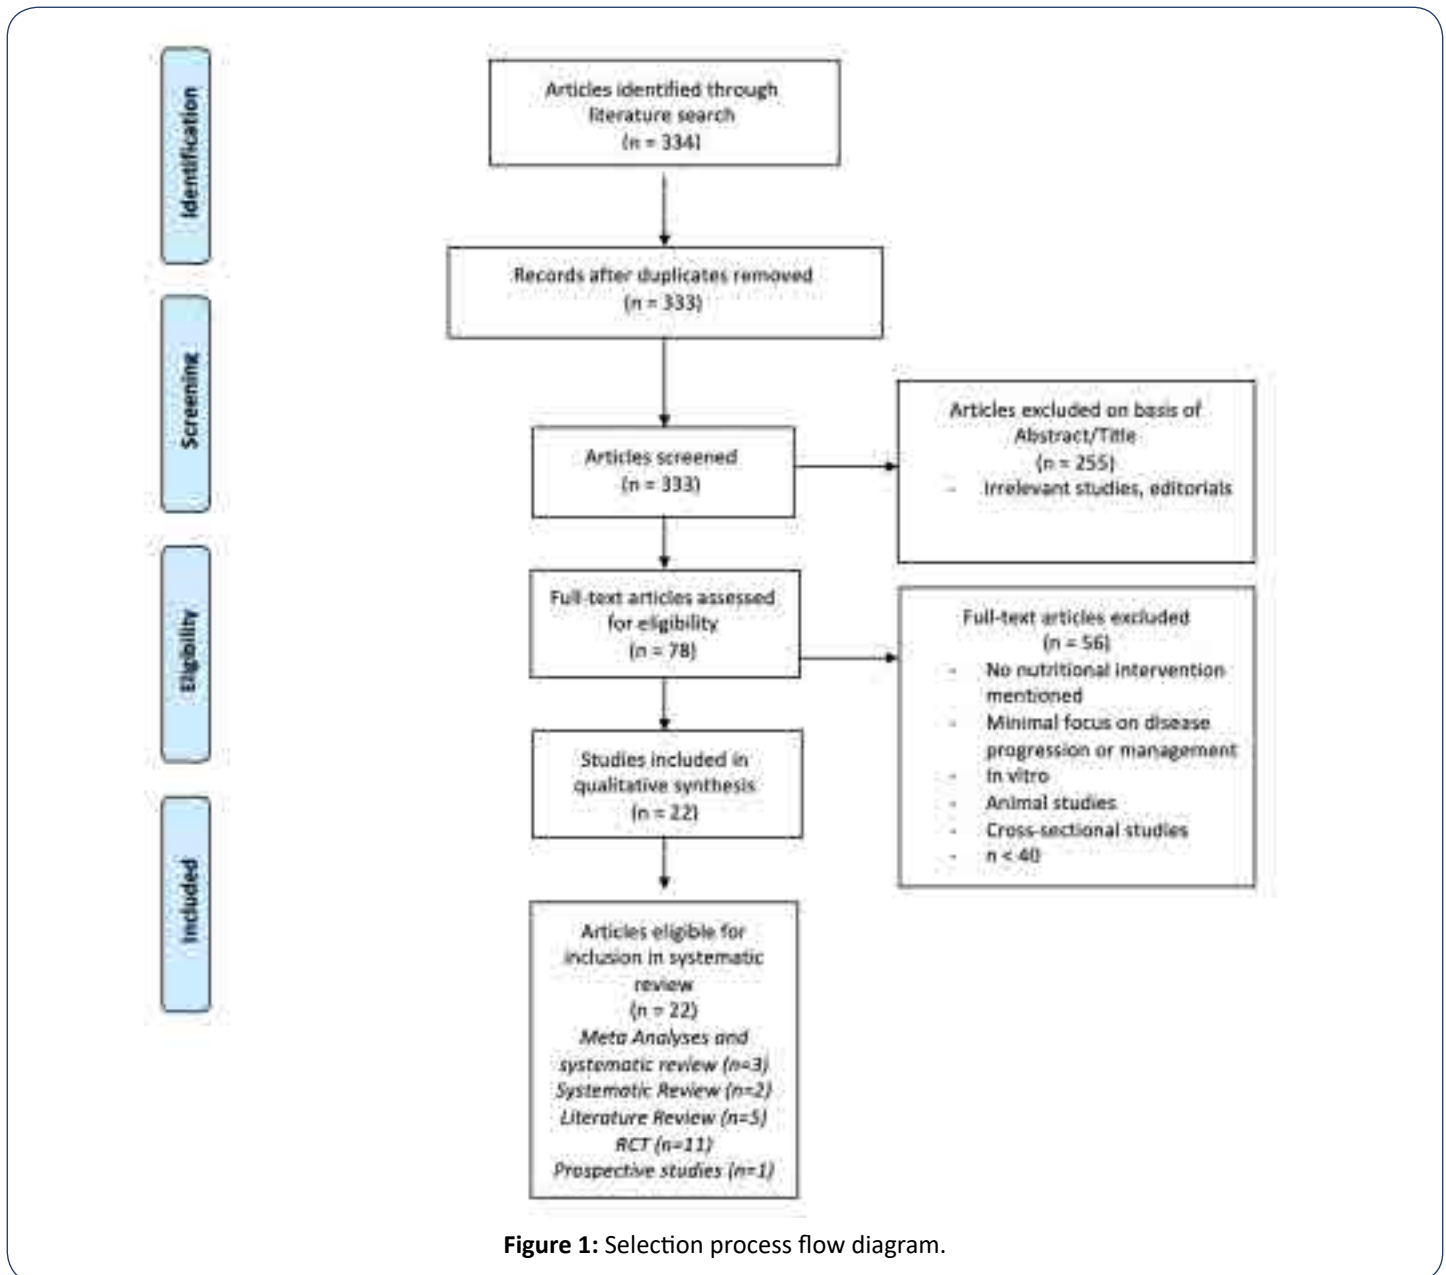 Identification
Articles identified through
literature search
(n = 334)
Records after duplicates removed
(n = 333)
Screening
Articles screened
(n = 333)
Articles excluded on basis of
Abstract/Title
(n = 255)
- Irrelevant studies, editorials
Eligibility
Full-text articles assessed
for eligibility
(n = 78)
Full-text articles excluded
(n = 56)
- No nutritional intervention
mentioned
- Minimal focus on disease
progression or management
- In vitro
- Animal studies
- Cross-sectional studies
- n < 40
Studies included in
qualitative synthesis
(n = 22)
Included
Articles eligible for
inclusion in systematic
review
(n = 22)
Meta Analyses and
systematic review (n=3)
Systematic Review (n=2)
Literature Review (n=5)
RCT (n=11)
Prospective studies (n=1)
Figure 1: Selection process flow diagram.